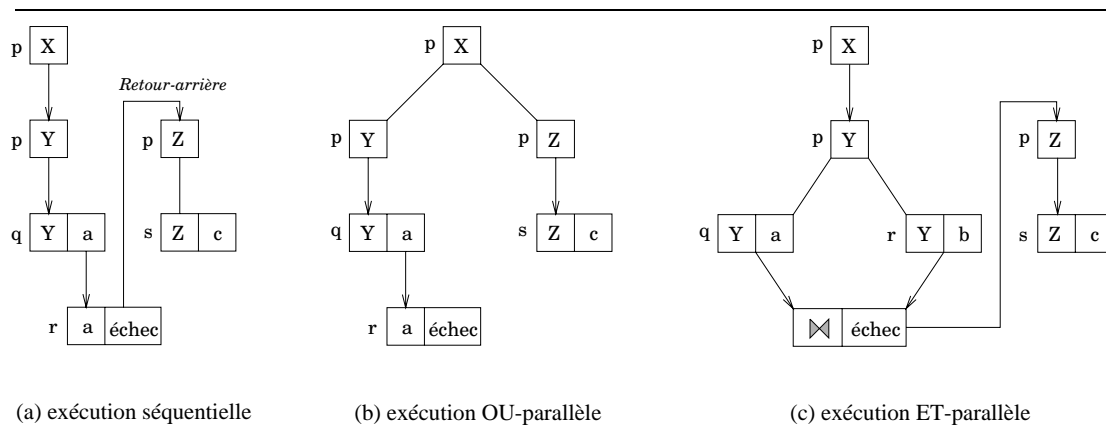 p X
p X
p X
Retour-arrière
p Y
p Z
p Y
p Z
p Y
p Z
q Y a
s Z c
q Y a
s Z c
q Y a
r Y b
s Z c
r a échec
r a échec
échec
(a) exécution séquentielle
(b) exécution OU-parallèle
(c) exécution ET-parallèle